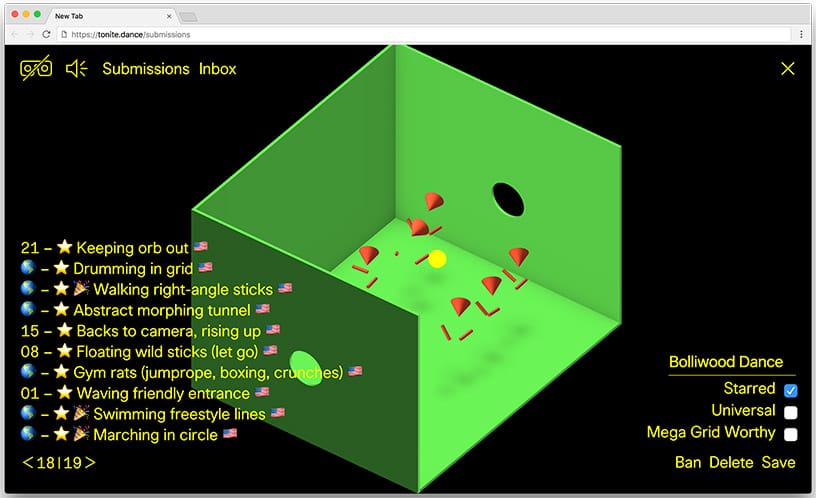 New Tab
https://tonite.dance/submissions
Submissions Inbox
21 – ⭐ Keeping orb out 🇺🇸
🌎 – ⭐ Drumming in grid 🇺🇸
🌎 – ⭐ 🎉 Walking right-angle sticks 🇺🇸
🌎 – ⭐ Abstract morphing tunnel 🇺🇸
15 – ⭐ Backs to camera, rising up 🇺🇸
08 – ⭐ Floating wild sticks (let go) 🇺🇸
🌎 – ⭐ Gym rats (jumprope, boxing, crunches) 🇺🇸
01 – ⭐ Waving friendly entrance 🇺🇸
🌎 – ⭐ 🎉 Swimming freestyle lines 🇺🇸
🌎 – ⭐ 🎉 Marching in circle 🇺🇸
<18|19>
Bolliwood Dance
Starred
Universal
Mega Grid Worthy
Ban Delete Save